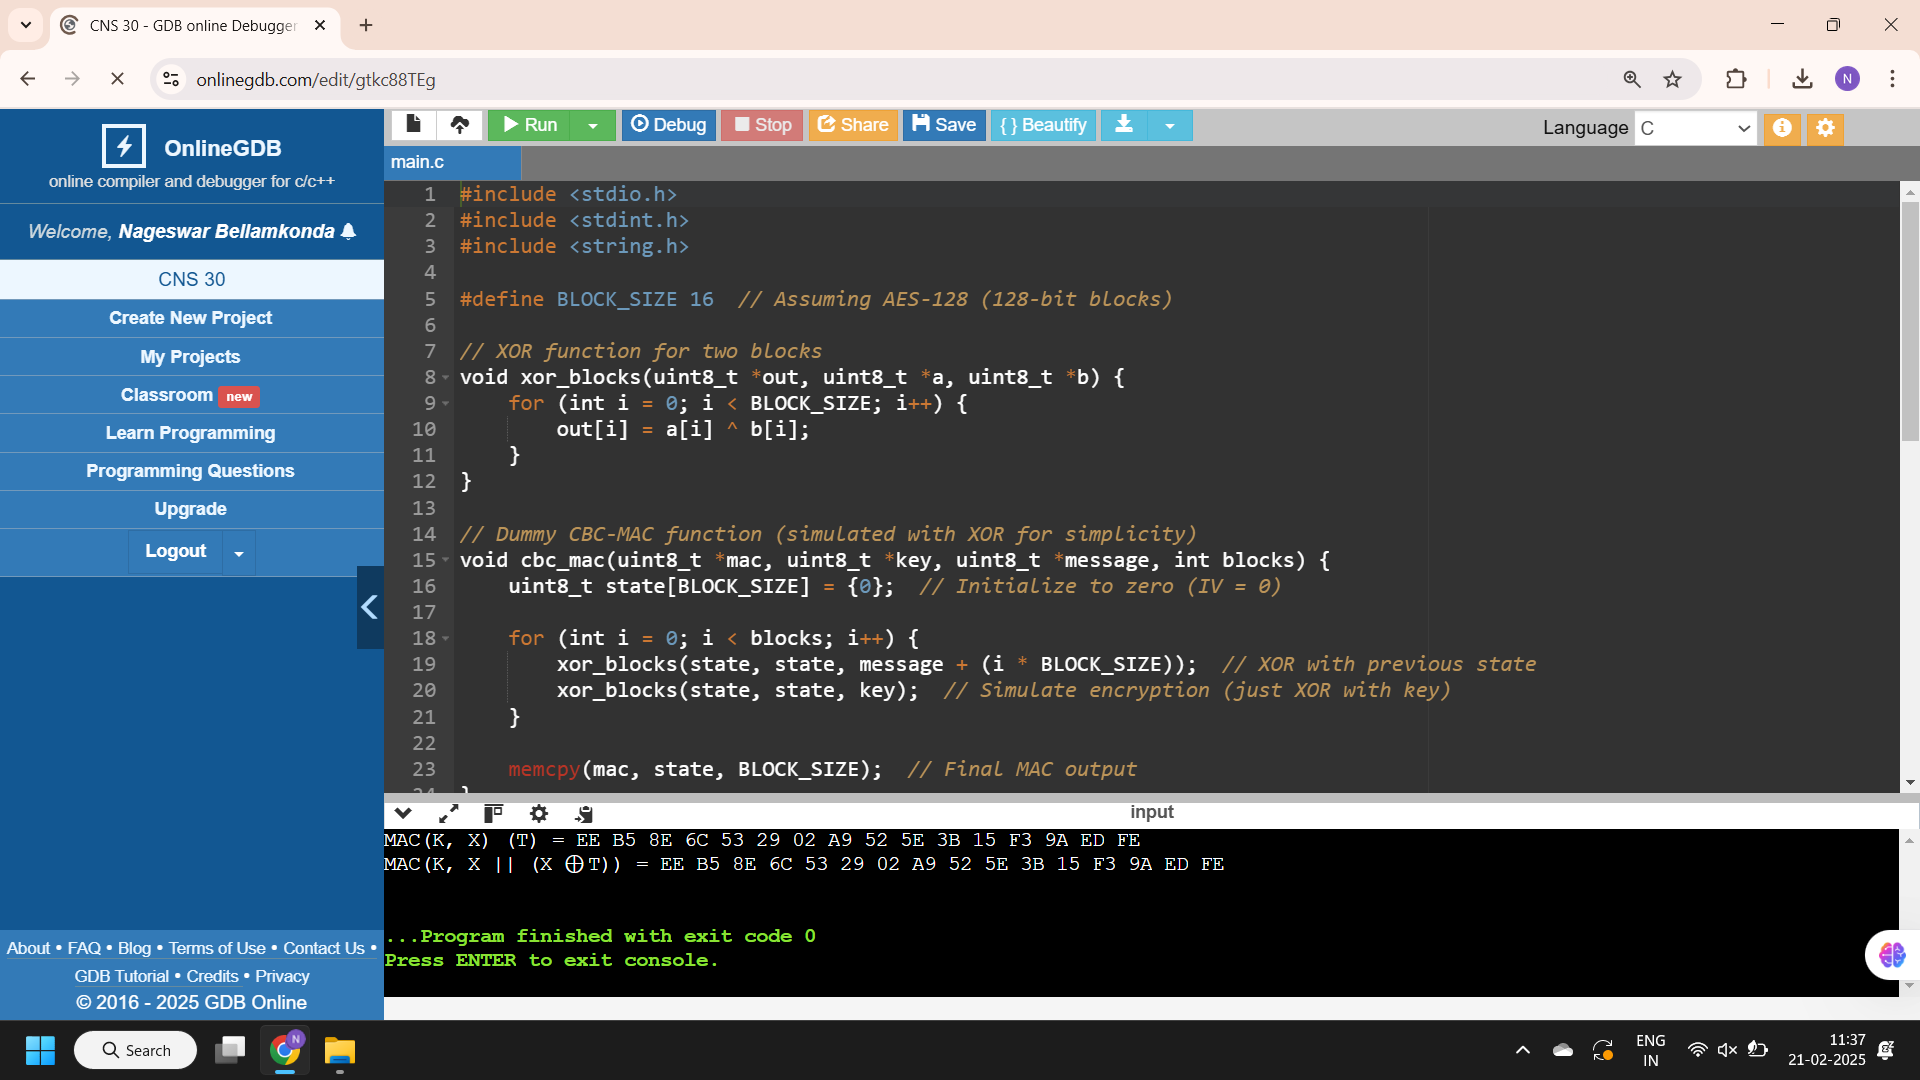 CNS 30 - GDB online Debugger
onlinegdb.com/edit/gtkc88TEg
N
OnlineGDB
online compiler and debugger for c/c++
Welcome, Nageswar Bellamkonda
CNS 30
Create New Project
My Projects
Classroom new
Learn Programming
Programming Questions
Upgrade
Logout
About • FAQ • Blog • Terms of Use • Contact Us •
GDB Tutorial • Credits • Privacy
© 2016 - 2025 GDB Online
Run Debug Stop Share Save { } Beautify
Language C
main.c
1 #include <stdio.h>
2 #include <stdint.h>
3 #include <string.h>
4
5 #define BLOCK_SIZE 16  // Assuming AES-128 (128-bit blocks)
6
7 // XOR function for two blocks
8 void xor_blocks(uint8_t *out, uint8_t *a, uint8_t *b) {
9     for (int i = 0; i < BLOCK_SIZE; i++) {
10         out[i] = a[i] ^ b[i];
11     }
12 }
13
14 // Dummy CBC-MAC function (simulated with XOR for simplicity)
15 void cbc_mac(uint8_t *mac, uint8_t *key, uint8_t *message, int blocks) {
16     uint8_t state[BLOCK_SIZE] = {0};  // Initialize to zero (IV = 0)
17
18     for (int i = 0; i < blocks; i++) {
19         xor_blocks(state, state, message + (i * BLOCK_SIZE));  // XOR with previous state
20         xor_blocks(state, state, key);  // Simulate encryption (just XOR with key)
21     }
22
23     memcpy(mac, state, BLOCK_SIZE);  // Final MAC output
24 }
input
MAC(K, X) (T) = EE B5 8E 6C 53 29 02 A9 52 5E 3B 15 F3 9A ED FE
MAC(K, X || (X ⊕T)) = EE B5 8E 6C 53 29 02 A9 52 5E 3B 15 F3 9A ED FE
...Program finished with exit code 0
Press ENTER to exit console.
Search
N
ENG
IN
11:37
21-02-2025